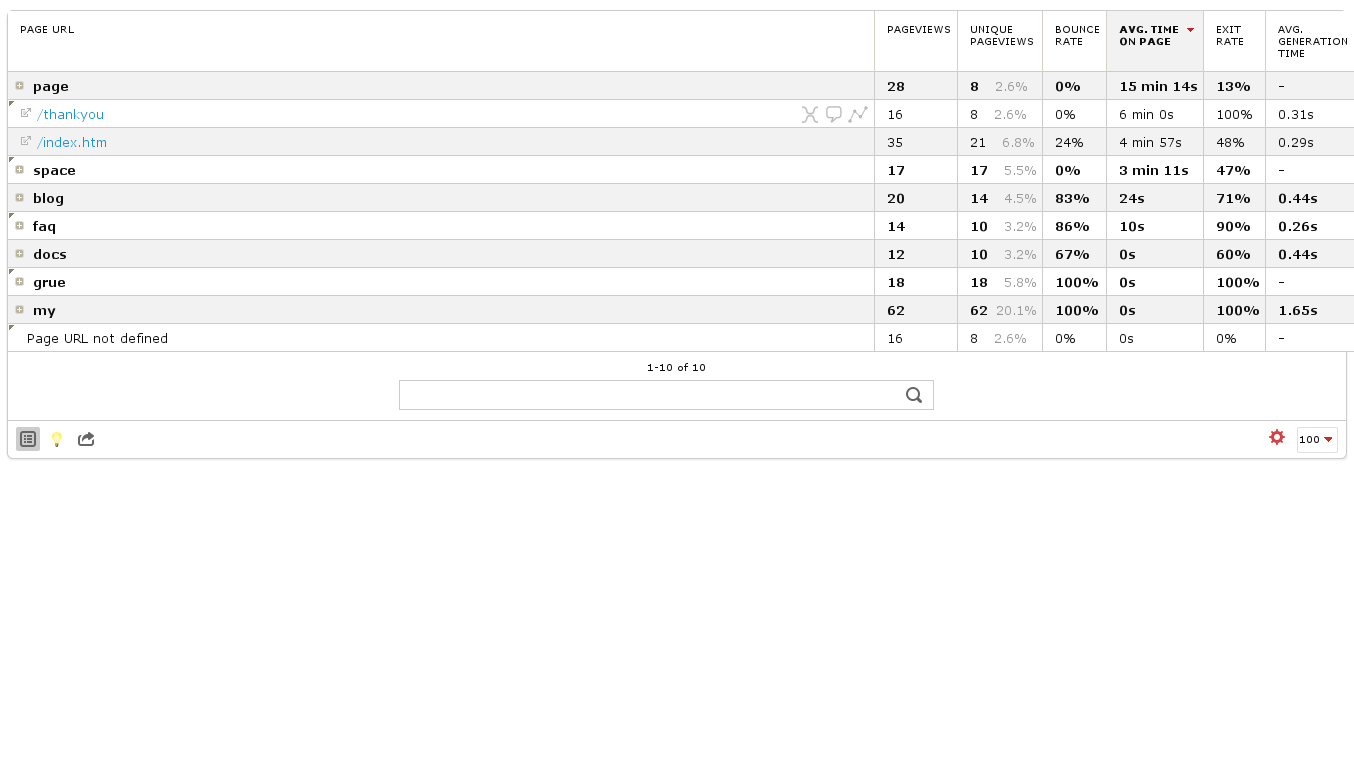 PAGE URL PAGEVIEWS UNIQUE PAGEVIEWS BOUNCE RATE AVG. TIME ON PAGE EXIT RATE AVG. GENERATION TIME
page 28 8 2.6% 0% 15 min 14s 13% -
/thankyou 16 8 2.6% 0% 6 min 0s 100% 0.31s
/index.htm 35 21 6.8% 24% 4 min 57s 48% 0.29s
space 17 17 5.5% 0% 3 min 11s 47% -
blog 20 14 4.5% 83% 24s 71% 0.44s
faq 14 10 3.2% 86% 10s 90% 0.26s
docs 12 10 3.2% 67% 0s 60% 0.44s
grue 18 18 5.8% 100% 0s 100% -
my 62 62 20.1% 100% 0s 100% 1.65s
Page URL not defined 16 8 2.6% 0% 0s 0% -
1-10 of 10
100